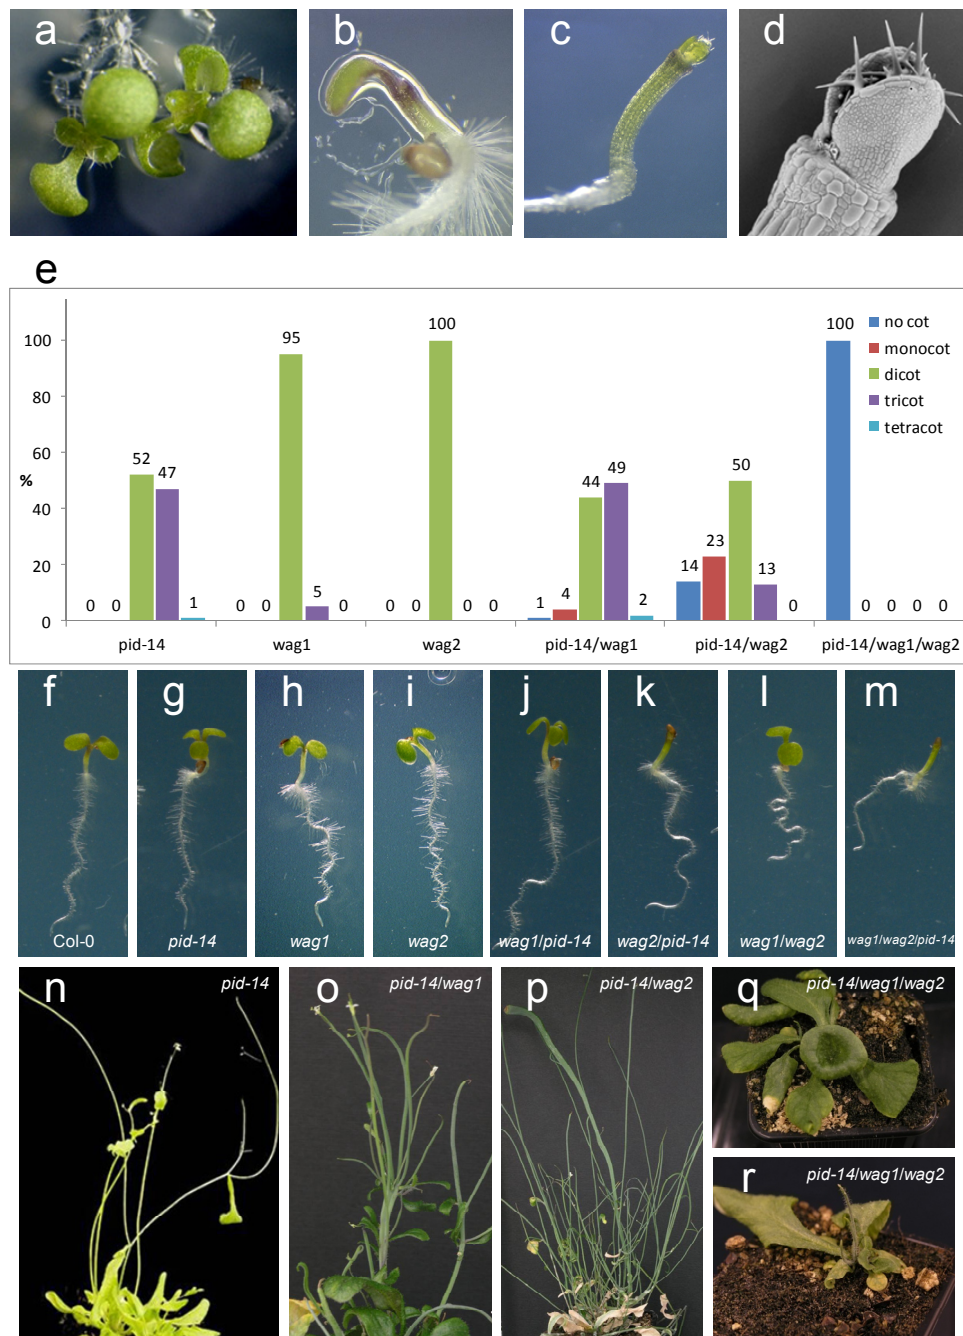 a
b
c
d
e
100
80
60
40
20
0
%
0 0 52 47 1
0 0 95 5 0
0 0 100 0 0
1 4 44 49 2
14 23 50 13 0
100 0 0 0 0
no cot
monocot
dicot
tricot
tetracot
pid-14
wag1
wag2
pid-14/wag1
pid-14/wag2
pid-14/wag1/wag2
f
g
h
i
j
k
l
m
Col-0
pid-14
wag1
wag2
wag1/pid-14
wag2/pid-14
wag1/wag2
wag1/wag2/pid-14
n
pid-14
o
pid-14/wag1
p
pid-14/wag2
q
pid-14/wag1/wag2
r
pid-14/wag1/wag2